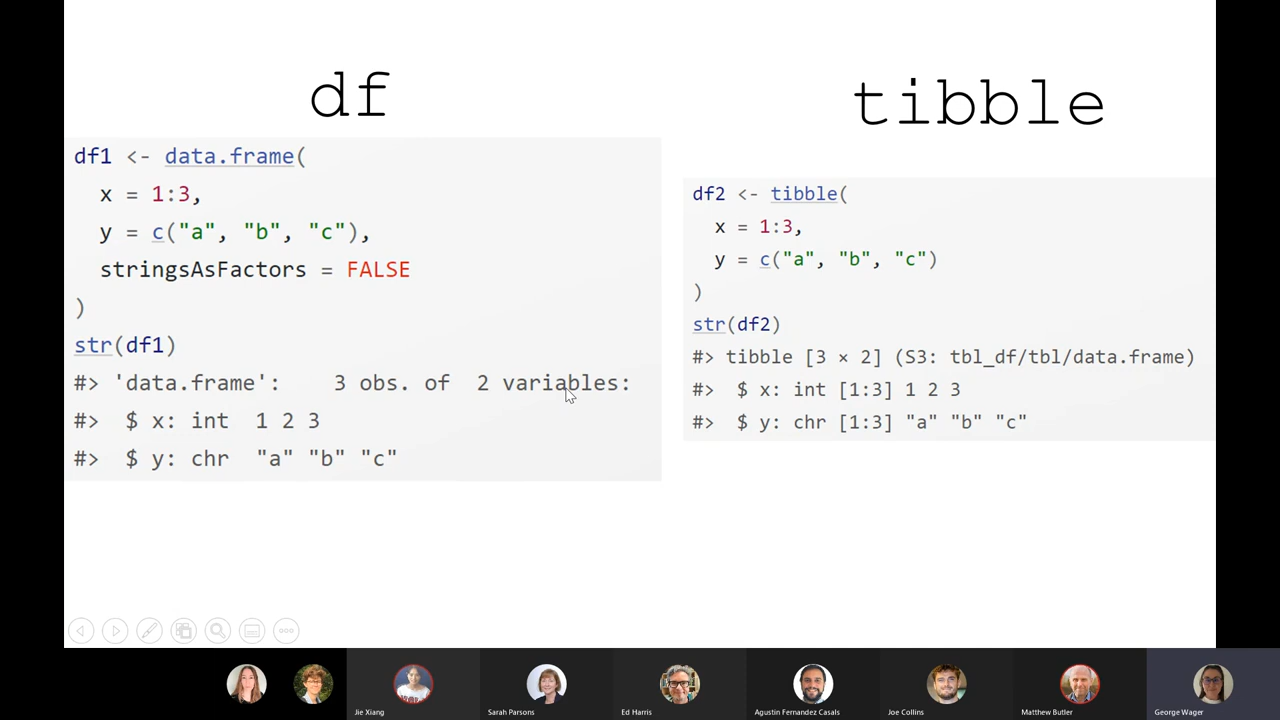 df
df1 <- data.frame(
x = 1:3,
y = c("a", "b", "c"),
stringsAsFactors = FALSE
)
str(df1)
#> 'data.frame': 3 obs. of 2 variables:
#> $ x: int 1 2 3
#> $ y: chr "a" "b" "c"
tibble
df2 <- tibble(
x = 1:3,
y = c("a", "b", "c")
)
str(df2)
#> tibble [3 × 2] (S3: tbl_df/tbl/data.frame)
#> $ x: int [1:3] 1 2 3
#> $ y: chr [1:3] "a" "b" "c"
Jie Xiang
Sarah Parsons
Ed Harris
Agustin Fernandez Casals
Joe Collins
Matthew Butler
George Wager